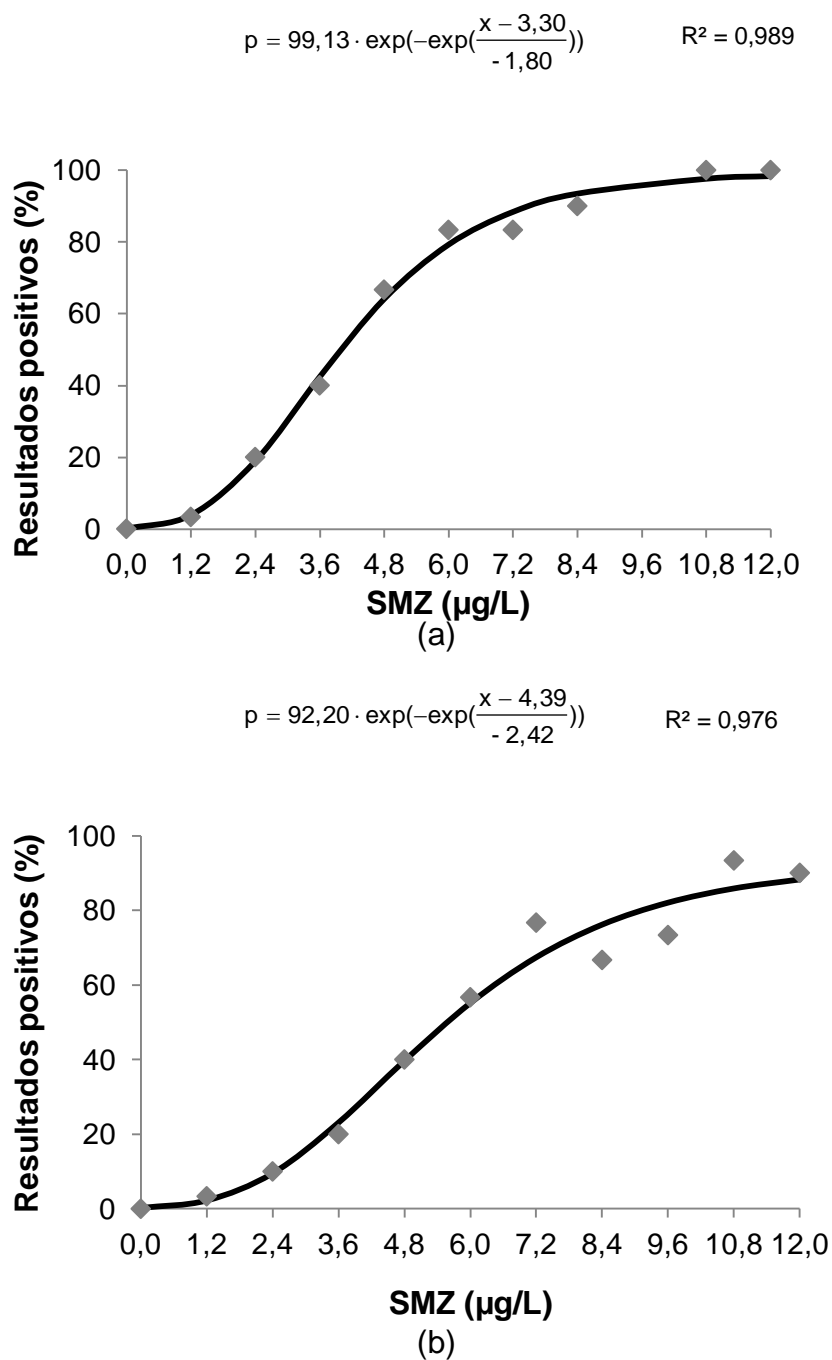 p = 99,13 · exp(−exp((x − 3,30)/(- 1,80))) R² = 0,989
Resultados positivos (%)
100
80
60
40
20
0
0,0 1,2 2,4 3,6 4,8 6,0 7,2 8,4 9,6 10,8 12,0
SMZ (µg/L)
(a)
p = 92,20 · exp(−exp((x − 4,39)/(- 2,42))) R² = 0,976
Resultados positivos (%)
100
80
60
40
20
0
0,0 1,2 2,4 3,6 4,8 6,0 7,2 8,4 9,6 10,8 12,0
SMZ (µg/L)
(b)